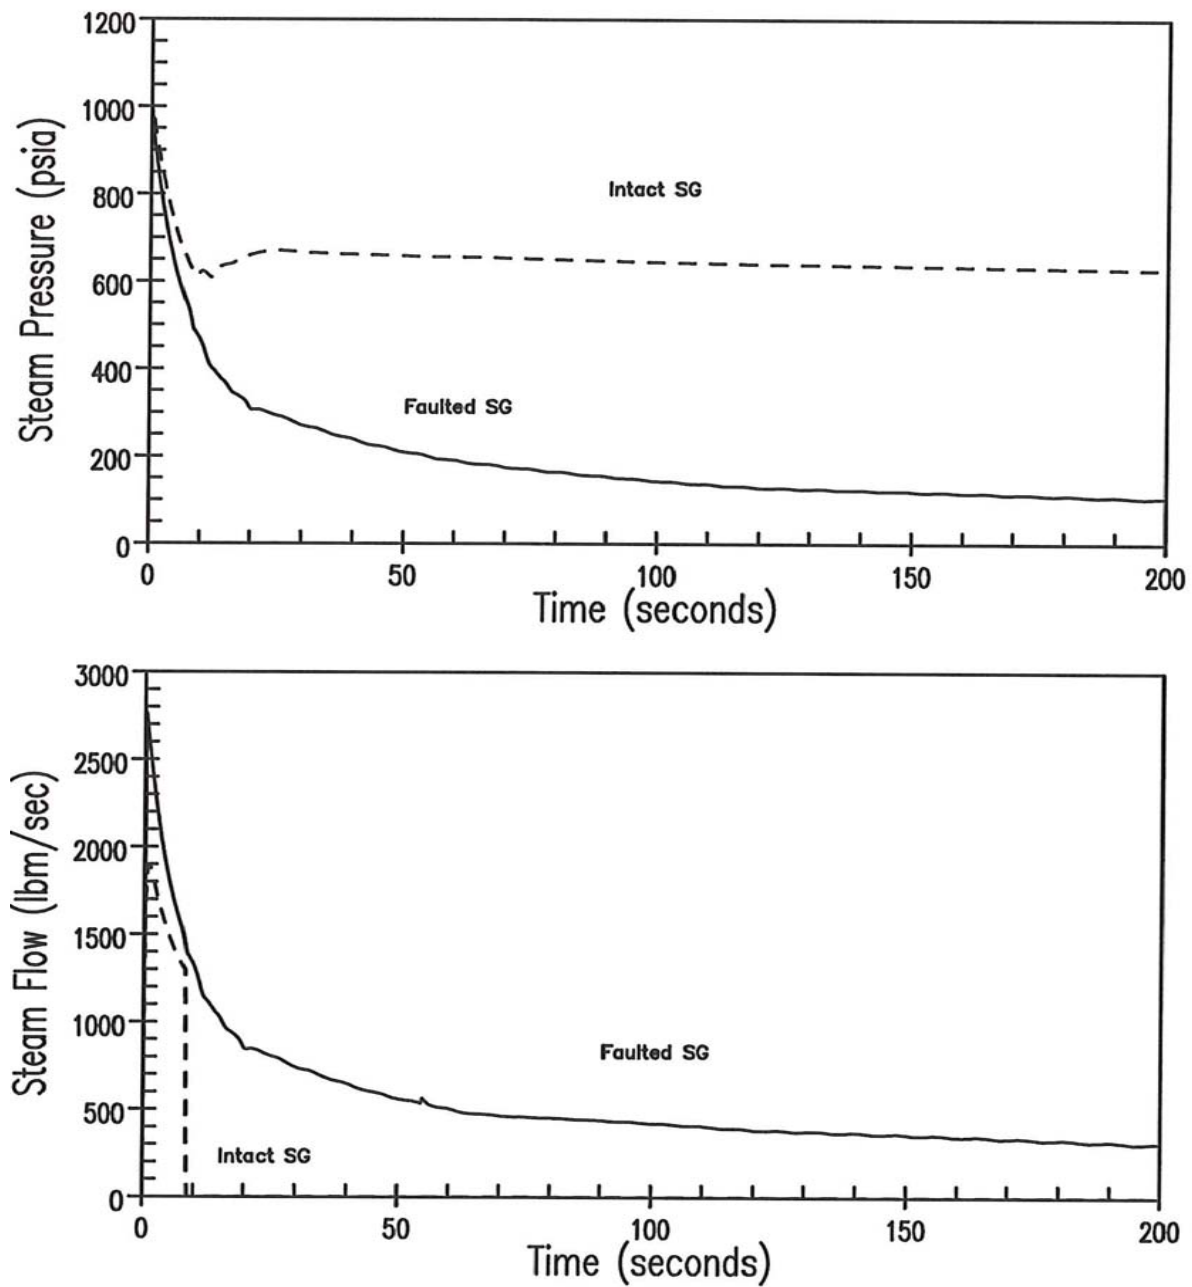 1200
1000
800
600
400
200
0
Steam Pressure (psia)
Intact SG
Faulted SG
0 50 100 150 200
Time (seconds)
3000
2500
2000
1500
1000
500
0
Steam Flow (lbm/sec)
Faulted SG
Intact SG
0 50 100 150 200
Time (seconds)